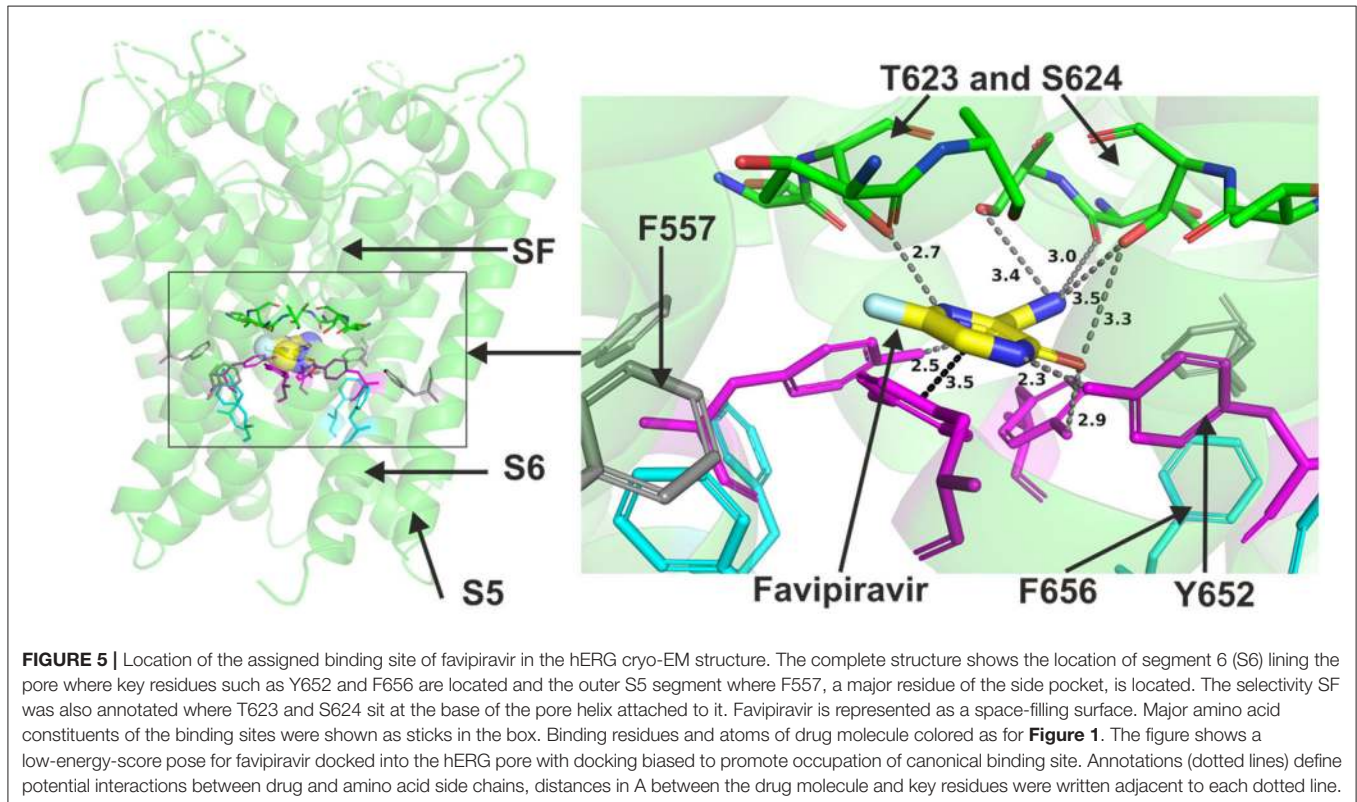 T623 and S624
F557
SF
2.7
3.0
3.4
3.5
3.3
2.5
3.5
2.3
2.9
S6
S5
Favipiravir
F656
Y652
FIGURE 5 | Location of the assigned binding site of favipiravir in the hERG cryo-EM structure. The complete structure shows the location of segment 6 (S6) lining the
pore where key residues such as Y652 and F656 are located and the outer S5 segment where F557, a major residue of the side pocket, is located. The selectivity SF
was also annotated where T623 and S624 sit at the base of the pore helix attached to it. Favipiravir is represented as a space-filling surface. Major amino acid
constituents of the binding sites were shown as sticks in the box. Binding residues and atoms of drug molecule colored as for Figure 1. The figure shows a
low-energy-score pose for favipiravir docked into the hERG pore with docking biased to promote occupation of canonical binding site. Annotations (dotted lines) define
potential interactions between drug and amino acid side chains, distances in A between the drug molecule and key residues were written adjacent to each dotted line.